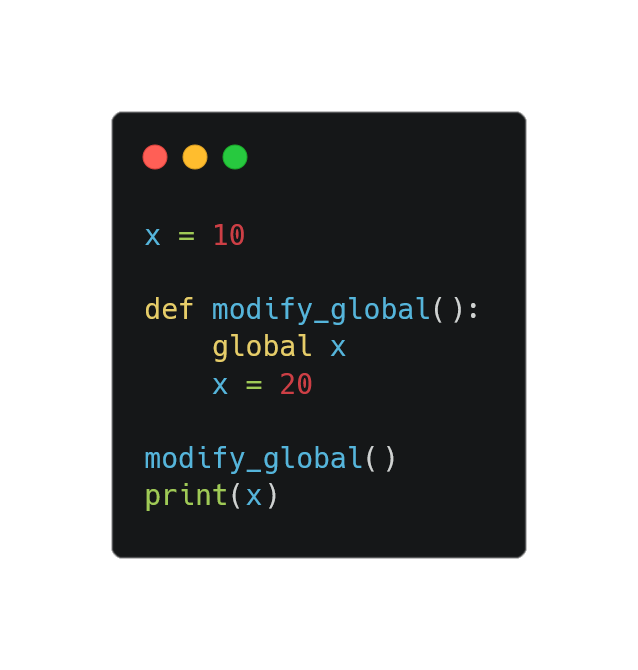 x = 10
def modify_global():
    global x
    x = 20
modify_global()
print(x)